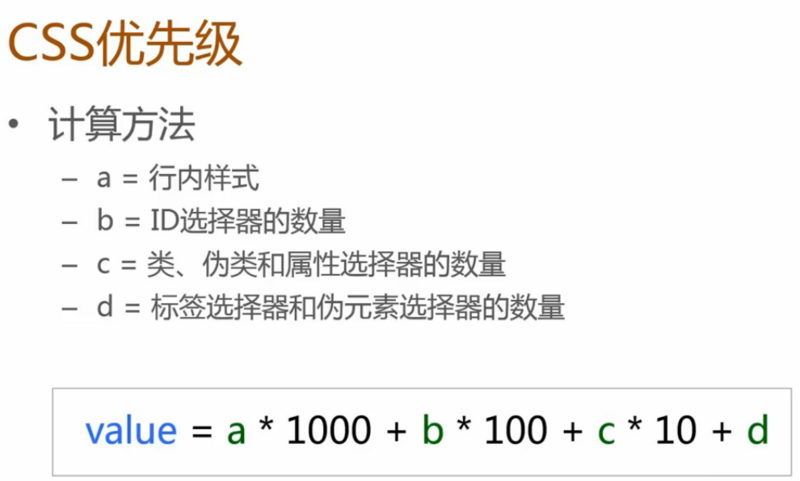 CSS优先级
• 计算方法
– a = 行内样式
– b = ID选择器的数量
– c = 类、伪类和属性选择器的数量
– d = 标签选择器和伪元素选择器的数量
value = a * 1000 + b * 100 + c * 10 + d